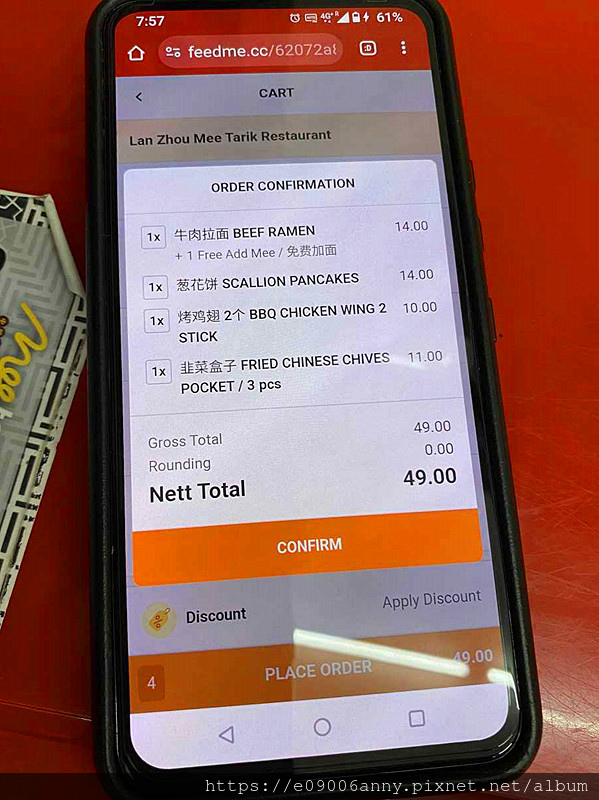 7:57
4G+ R
61%
feedme.cc/62072a8
:D
CART
Lan Zhou Mee Tarik Restaurant
ORDER CONFIRMATION
1x 牛肉拉面 BEEF RAMEN 14.00
+ 1 Free Add Mee / 免费加面
1x 葱花饼 SCALLION PANCAKES 14.00
1x 烤鸡翅 2个 BBQ CHICKEN WING 2 10.00
STICK
1x 韭菜盒子 FRIED CHINESE CHIVES 11.00
POCKET / 3 pcs
Gross Total 49.00
Rounding 0.00
Nett Total 49.00
CONFIRM
Discount Apply Discount
4 PLACE ORDER 49.00
Mee
https://e09006anny.pixnet.net/album